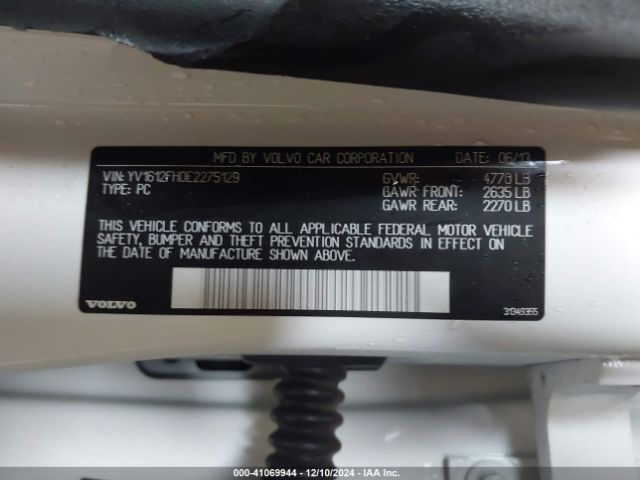 MFD BY VOLVO CAR CORPORATION DATE: 06/13
VIN: YV1612FH0E2275129 GVWR: 4773 LB
TYPE: PC GAWR FRONT: 2635 LB
GAWR REAR: 2270 LB
THIS VEHICLE CONFORMS TO ALL APPLICABLE FEDERAL MOTOR VEHICLE
SAFETY, BUMPER AND THEFT PREVENTION STANDARDS IN EFFECT ON
THE DATE OF MANUFACTURE SHOWN ABOVE.
VOLVO 31349355
000-41069944 — 12/10/2024 — IAA Inc.